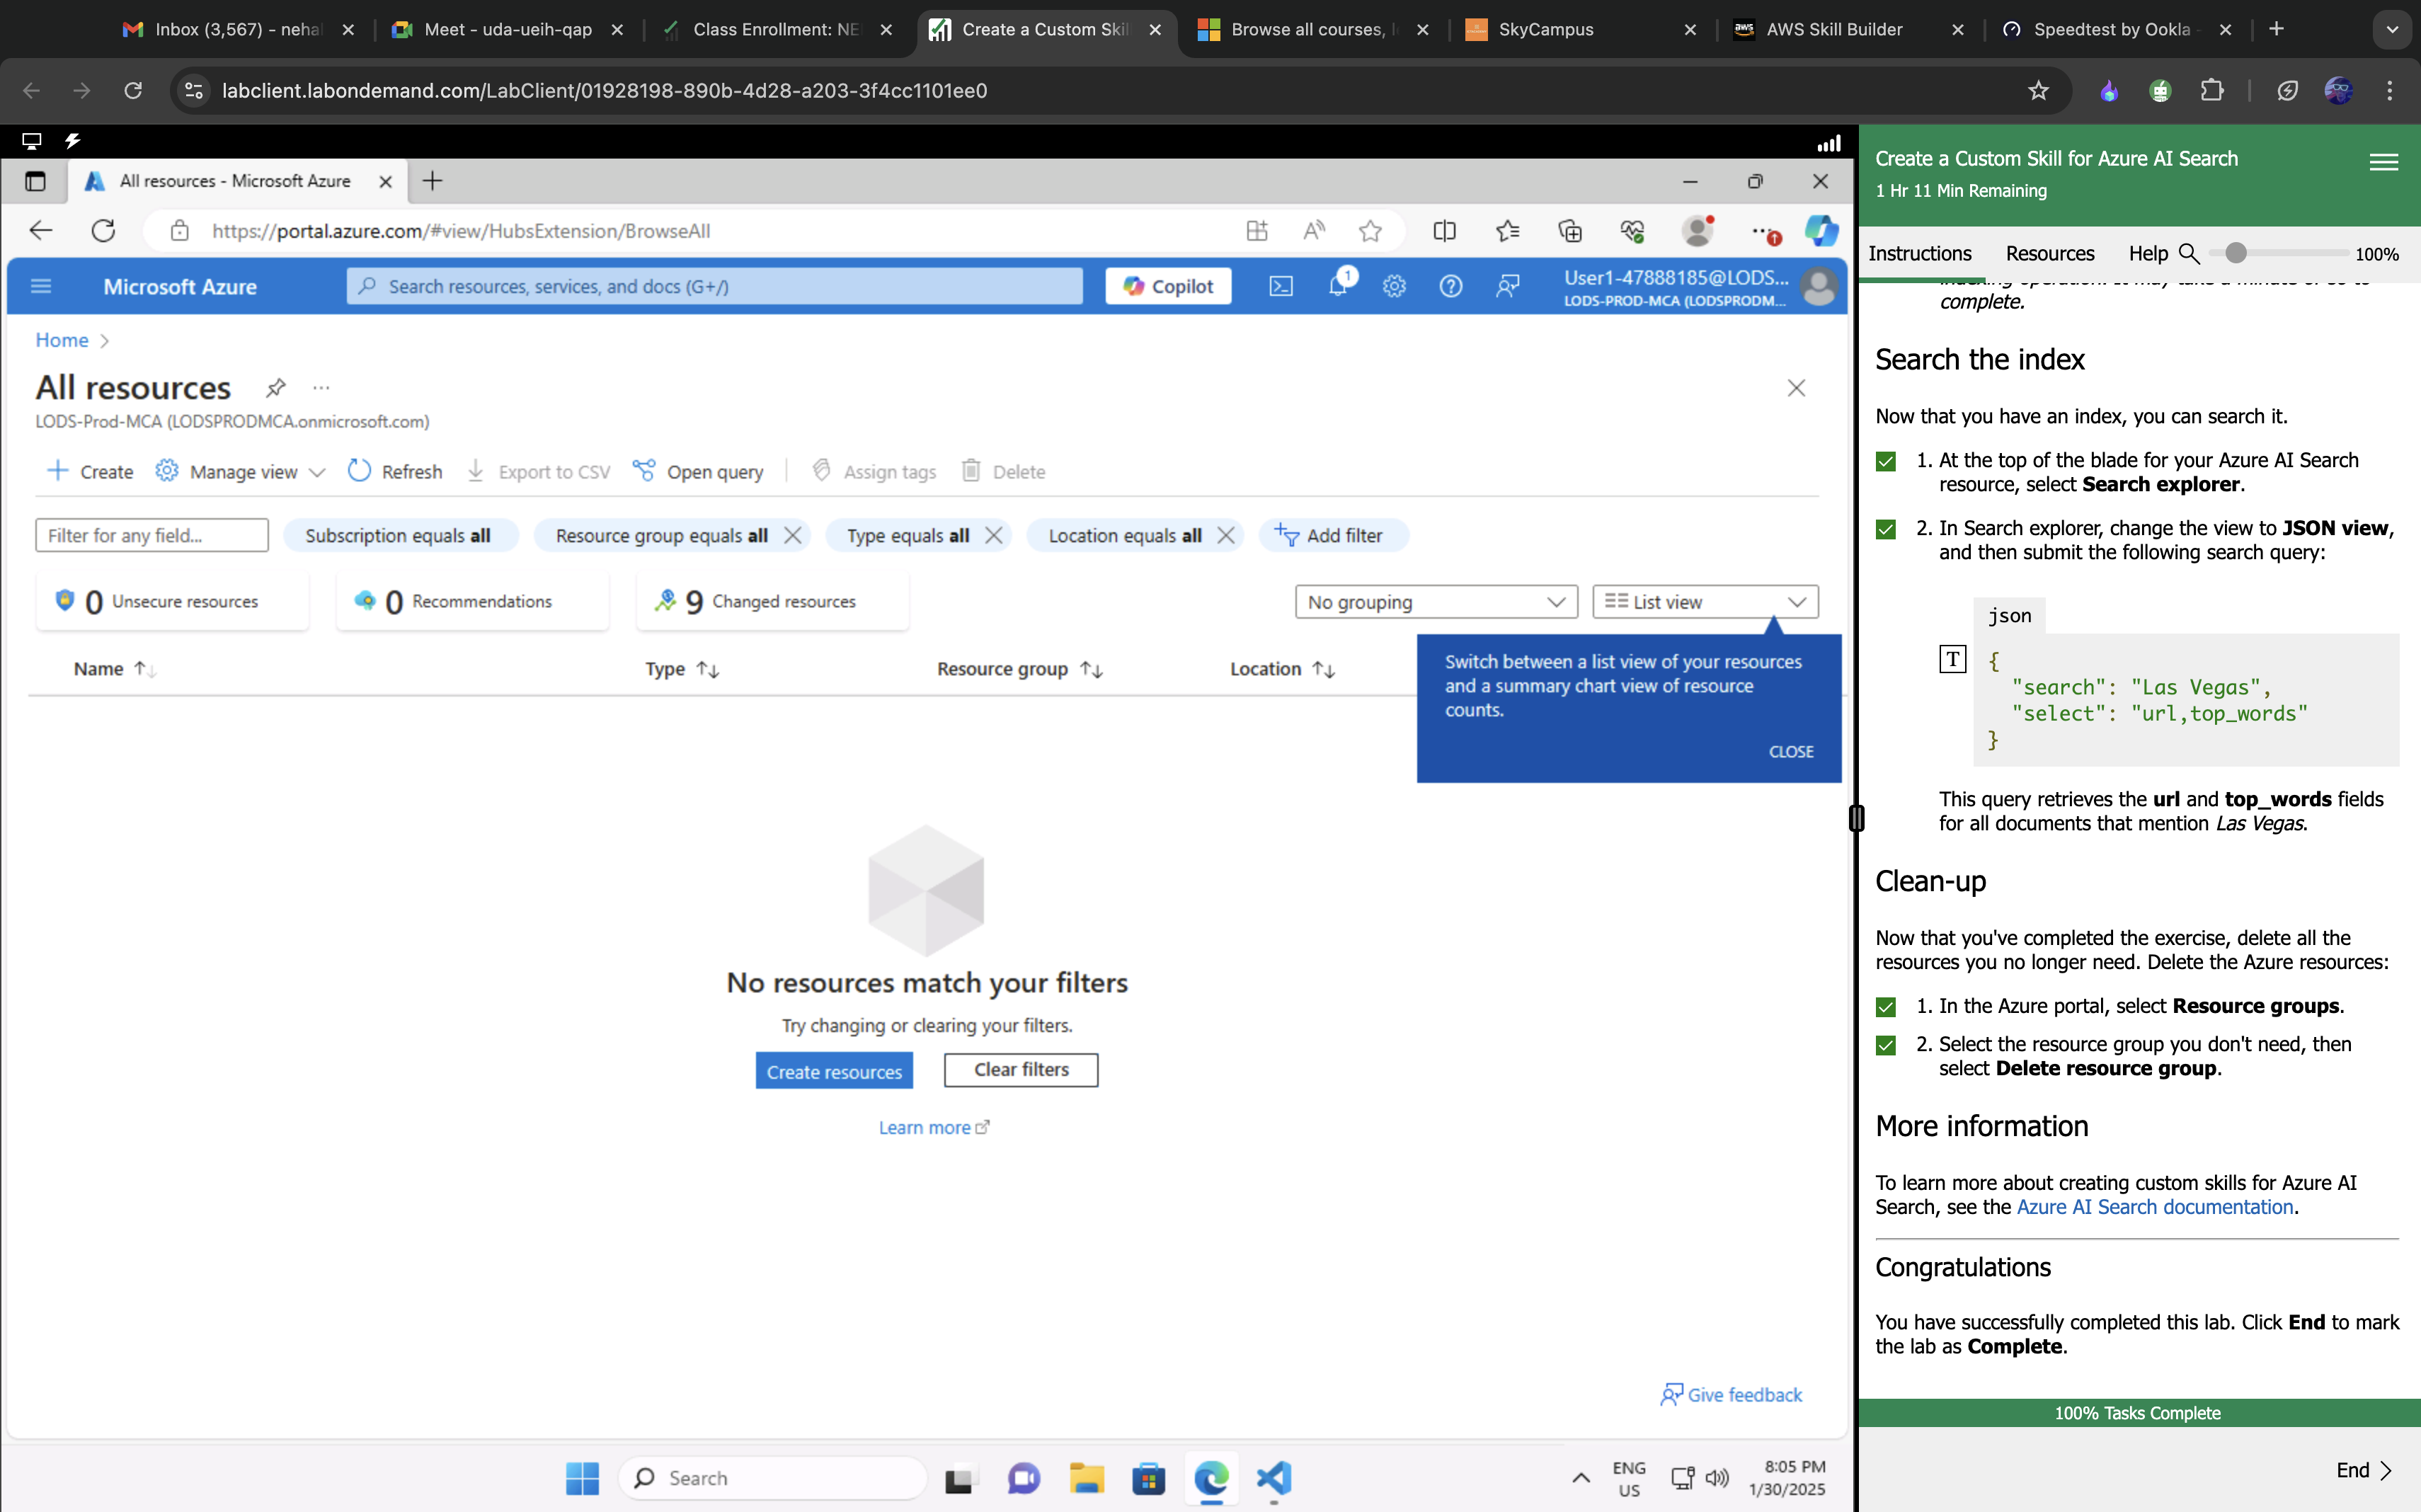 Inbox (3,567) - neha
Meet - uda-ueih-qap
Class Enrollment: NE
Create a Custom Skil
Browse all courses, l
SkyCampus
AWS Skill Builder
Speedtest by Ookla -
labclient.labondemand.com/LabClient/01928198-890b-4d28-a203-3f4cc1101ee0
All resources - Microsoft Azure
https://portal.azure.com/#view/HubsExtension/BrowseAll
Microsoft Azure
Search resources, services, and docs (G+/)
Copilot
1
User1-47888185@LODS...
LODS-PROD-MCA (LODSPRODM...
Home
All resources
LODS-Prod-MCA (LODSPRODMCA.onmicrosoft.com)
Create
Manage view
Refresh
Export to CSV
Open query
Assign tags
Delete
Filter for any field...
Subscription equals all
Resource group equals all
Type equals all
Location equals all
Add filter
0 Unsecure resources
0 Recommendations
9 Changed resources
No grouping
List view
Name
Type
Resource group
Location
Switch between a list view of your resources
and a summary chart view of resource
counts.
CLOSE
No resources match your filters
Try changing or clearing your filters.
Create resources
Clear filters
Learn more
Give feedback
Search
ENG
US
8:05 PM
1/30/2025
Create a Custom Skill for Azure AI Search
1 Hr 11 Min Remaining
Instructions
Resources
Help
100%
indexing operation. It may take a minute or so to
complete.
Search the index
Now that you have an index, you can search it.
1. At the top of the blade for your Azure AI Search
resource, select Search explorer.
2. In Search explorer, change the view to JSON view,
and then submit the following search query:
json
T
{
"search": "Las Vegas",
"select": "url,top_words"
}
This query retrieves the url and top_words fields
for all documents that mention Las Vegas.
Clean-up
Now that you've completed the exercise, delete all the
resources you no longer need. Delete the Azure resources:
1. In the Azure portal, select Resource groups.
2. Select the resource group you don't need, then
select Delete resource group.
More information
To learn more about creating custom skills for Azure AI
Search, see the Azure AI Search documentation.
Congratulations
You have successfully completed this lab. Click End to mark
the lab as Complete.
100% Tasks Complete
End